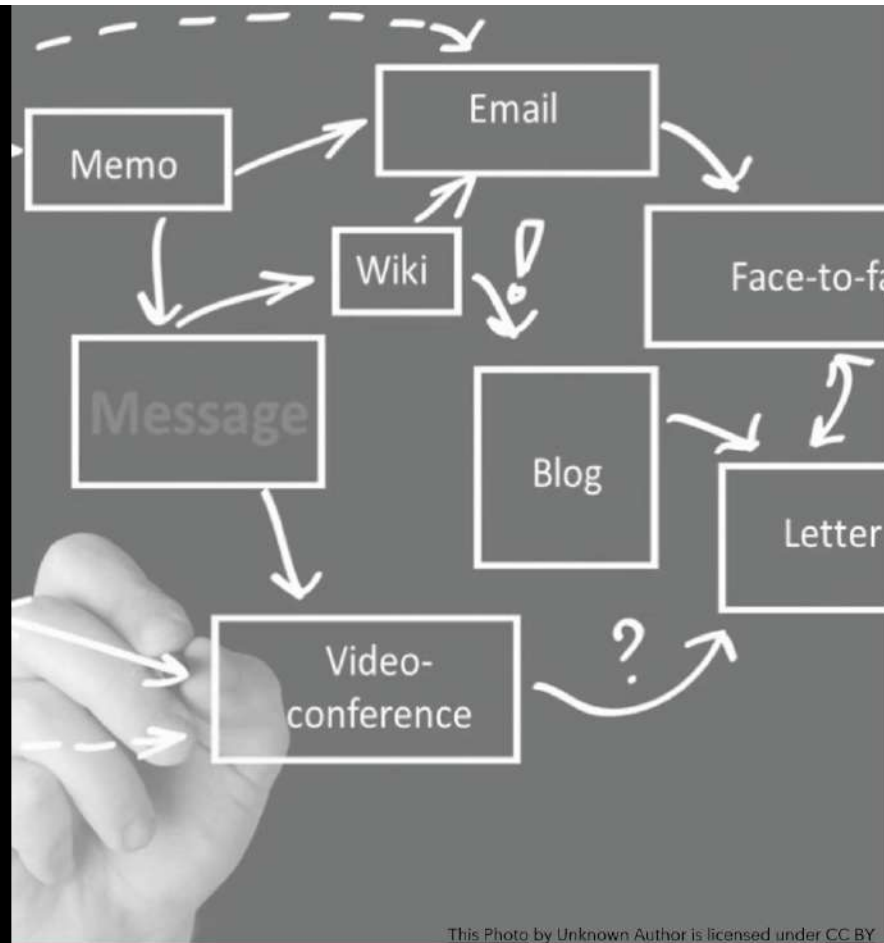 Email
Memo
Wiki
Face-to-fa
Message
!
Blog
Letter
?
Video-
conference
This Photo by Unknown Author is licensed under CC BY